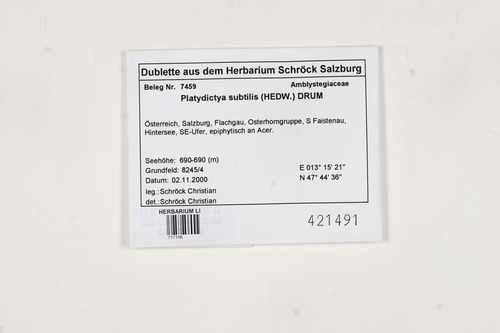 Dublette aus dem Herbarium Schröck Salzburg
Beleg Nr. 7459 Amblystegiaceae
Platydictya subtilis (HEDW.) DRUM
Österreich, Salzburg, Flachgau, Osterhorngruppe, S Faistenau,
Hintersee, SE-Ufer, epiphytisch an Acer.
Seehöhe: 690-690 (m) E 013° 15' 21"
Grundfeld: 8245/4 N 47° 44' 36"
Datum: 02.11.2000
leg.:Schröck Christian
det.:Schröck Christian
HERBARIUM LI
717106
421491